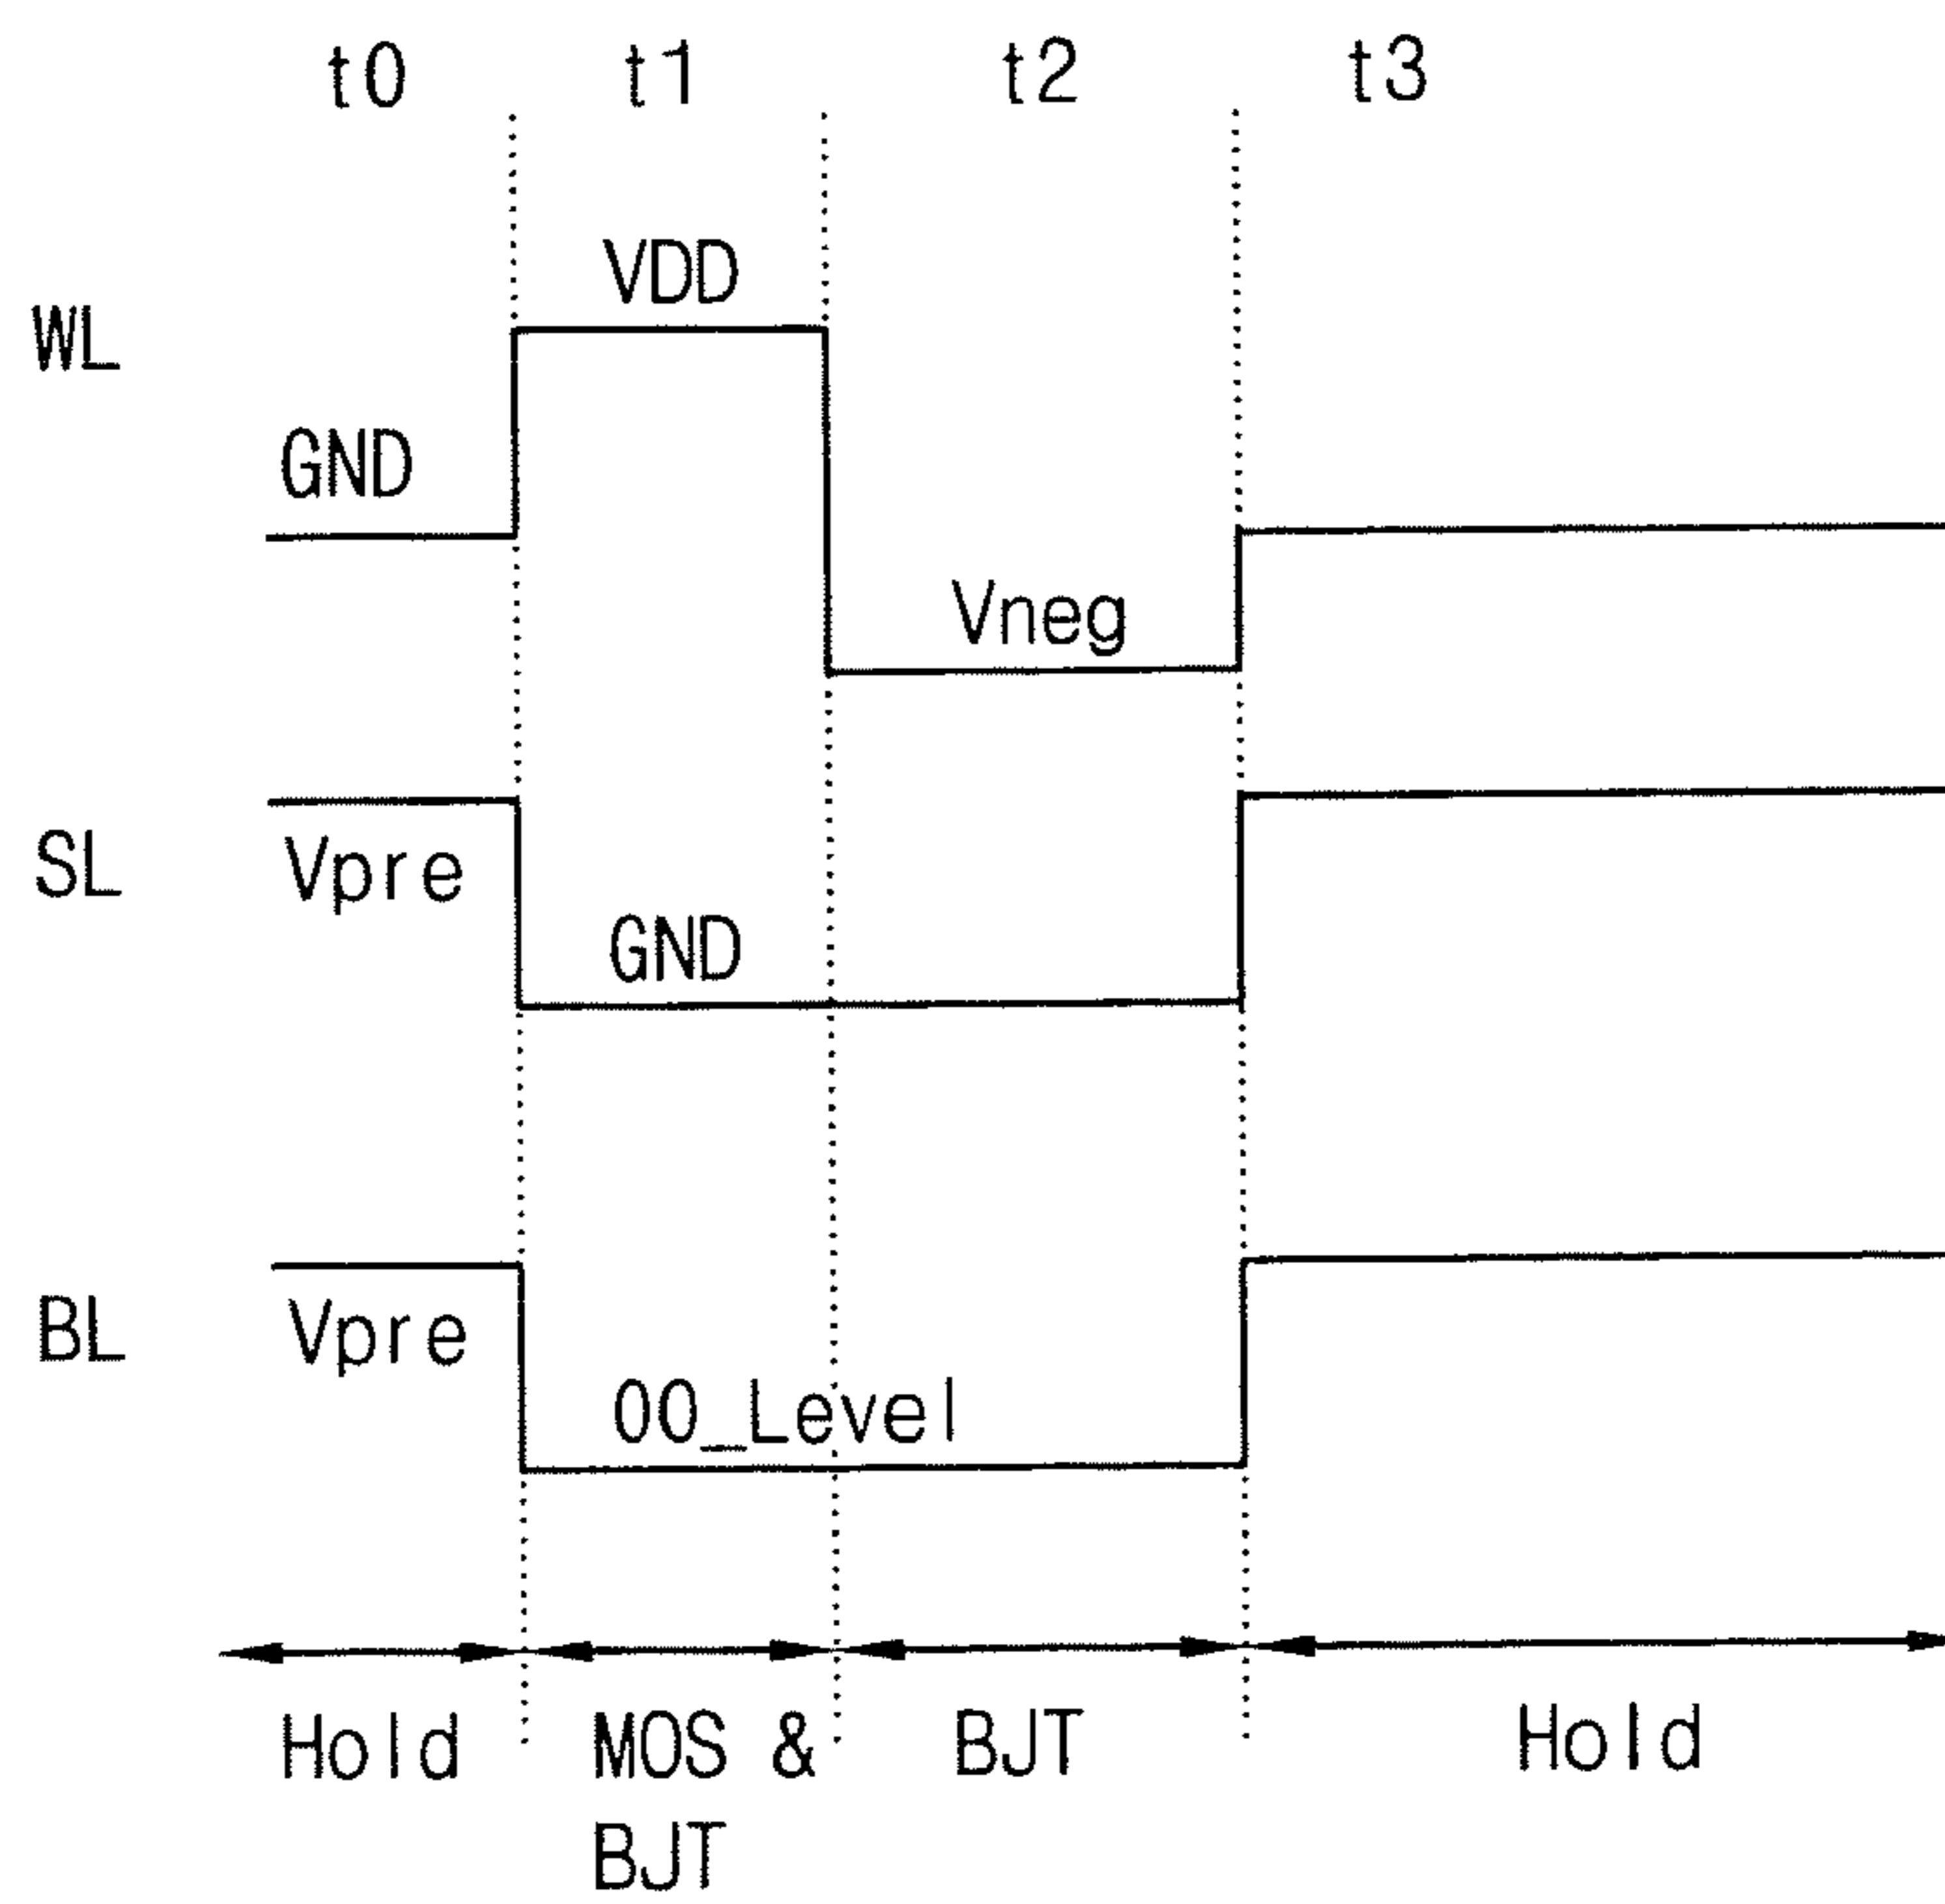 t0 t1 t2 t3
VDD
WL
GND
Vneg
SL Vpre
GND
BL Vpre
00_Level
Hold MOS & BJT Hold
BJT